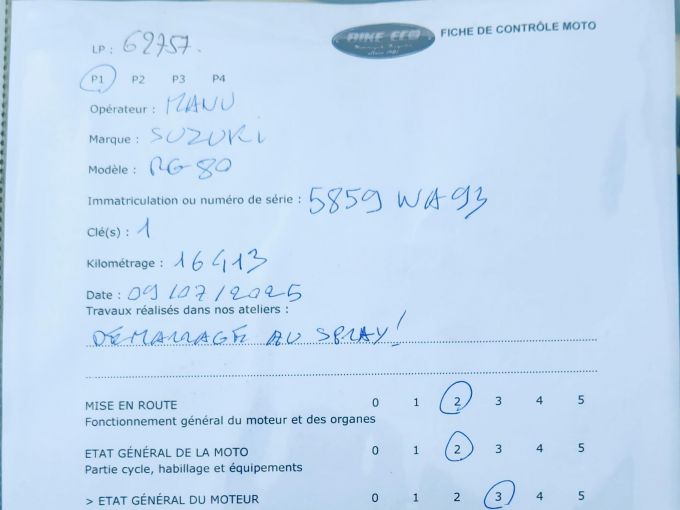 FICHE DE CONTRÔLE MOTO
LP : 62757.
P1 P2 P3 P4
Opérateur : MANU
Marque : SUZUKI
Modèle : RG 80
Immatriculation ou numéro de série : 5859 WA 93
Clé(s) : 1
Kilométrage : 16413
Date : 09/07/2025
Travaux réalisés dans nos ateliers :
DEMARRAGE AU SPRAY!
MISE EN ROUTE 0 1 2 3 4 5
Fonctionnement général du moteur et des organes
ETAT GÉNÉRAL DE LA MOTO 0 1 2 3 4 5
Partie cycle, habillage et équipements
> ETAT GÉNÉRAL DU MOTEUR 0 1 2 3 4 5